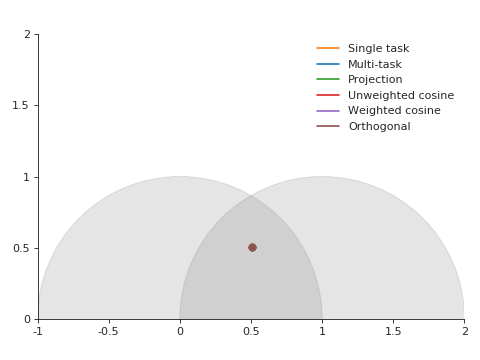 2
Single task
Multi-task
Projection
1.5
Unweighted cosine
Weighted cosine
Orthogonal
1
0.5
0
-1 -0.5 0 0.5 1 1.5 2